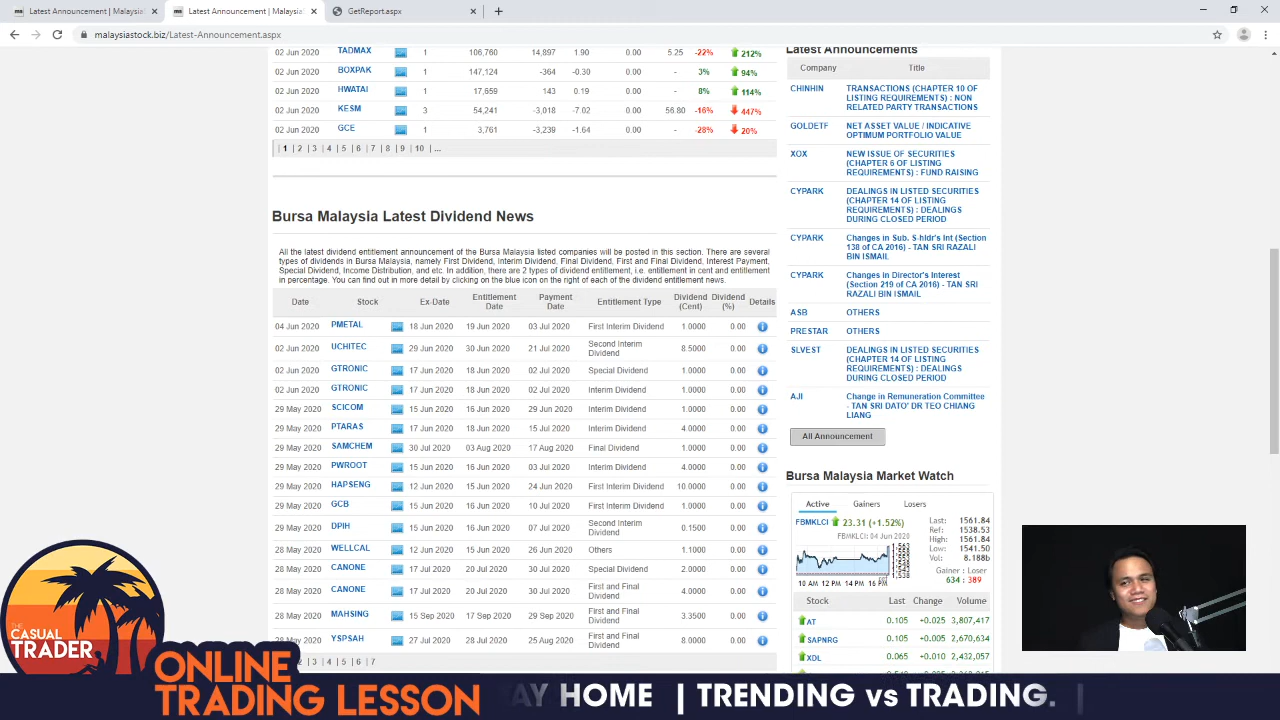 Latest Announcement | Malaysia
Latest Announcement | Malaysia
GetReport.aspx
malaysiastock.biz/Latest-Announcement.aspx
02 Jun 2020 TADMAX 1 106,760 14,897 1.90 0.00 5.25 -22% 212%
02 Jun 2020 BOXPAK 1 147,124 -364 -0.30 0.00 - 3% 94%
02 Jun 2020 HWATAI 1 17,659 143 0.19 0.00 - 8% 114%
02 Jun 2020 KESM 3 54,241 -3,018 -7.02 0.00 56.80 -16% 447%
02 Jun 2020 GCE 1 3,761 -3,239 -1.64 0.00 - -28% 20%
| 1 | 2 | 3 | 4 | 5 | 6 | 7 | 8 | 9 | 10 | ...
Bursa Malaysia Latest Dividend News
All the latest dividend entitlement announcement of the Bursa Malaysia listed companies will be posted in this section. There are several
types of dividends in Bursa Malaysia, namely First Dividend, Interim Dividend, Final Dividend, First and Final Dividend, Interest Payment,
Special Dividend, Income Distribution, and etc. In addition, there are 2 types of dividend entitlement, i.e. entitlement in cent and entitlement
in percentage. You can find out in more detail by clicking on the blue icon on the right of each of the dividend entitlement news.
Date Stock Ex-Date Entitlement Date Payment Date Entitlement Type Dividend (Cent) Dividend (%) Details
04 Jun 2020 PMETAL 18 Jun 2020 19 Jun 2020 03 Jul 2020 First Interim Dividend 1.0000 0.00
02 Jun 2020 UCHITEC 29 Jun 2020 30 Jun 2020 21 Jul 2020 Second Interim Dividend 8.5000 0.00
02 Jun 2020 GTRONIC 17 Jun 2020 18 Jun 2020 02 Jul 2020 Special Dividend 1.0000 0.00
02 Jun 2020 GTRONIC 17 Jun 2020 18 Jun 2020 02 Jul 2020 Interim Dividend 1.0000 0.00
29 May 2020 SCICOM 15 Jun 2020 16 Jun 2020 29 Jun 2020 Interim Dividend 1.0000 0.00
29 May 2020 PTARAS 17 Jun 2020 18 Jun 2020 15 Jul 2020 Interim Dividend 4.0000 0.00
29 May 2020 SAMCHEM 30 Jul 2020 03 Aug 2020 17 Aug 2020 Final Dividend 1.0000 0.00
29 May 2020 PWROOT 15 Jun 2020 16 Jun 2020 03 Jul 2020 Interim Dividend 4.0000 0.00
29 May 2020 HAPSENG 12 Jun 2020 15 Jun 2020 24 Jun 2020 First Interim Dividend 10.0000 0.00
29 May 2020 GCB 15 Jun 2020 16 Jun 2020 10 Jul 2020 First Interim Dividend 1.0000 0.00
29 May 2020 DPIH 15 Jun 2020 16 Jun 2020 07 Jul 2020 Second Interim Dividend 0.1500 0.00
28 May 2020 WELLCAL 12 Jun 2020 15 Jun 2020 26 Jun 2020 Others 1.1000 0.00
28 May 2020 CANONE 17 Jul 2020 20 Jul 2020 30 Jul 2020 Special Dividend 2.0000 0.00
28 May 2020 CANONE 17 Jul 2020 20 Jul 2020 30 Jul 2020 First and Final Dividend 4.0000 0.00
28 May 2020 MAHSING 15 Sep 2020 17 Sep 2020 29 Sep 2020 First and Final Dividend 3.3500 0.00
28 May 2020 YSPSAH 27 Jul 2020 28 Jul 2020 25 Aug 2020 First and Final Dividend 8.0000 0.00
2 | 3 | 4 | 5 | 6 | 7
Latest Announcements
Company Title
CHINHIN TRANSACTIONS (CHAPTER 10 OF
LISTING REQUIREMENTS) : NON
RELATED PARTY TRANSACTIONS
GOLDETF NET ASSET VALUE / INDICATIVE
OPTIMUM PORTFOLIO VALUE
XOX NEW ISSUE OF SECURITIES
(CHAPTER 6 OF LISTING
REQUIREMENTS) : FUND RAISING
CYPARK DEALINGS IN LISTED SECURITIES
(CHAPTER 14 OF LISTING
REQUIREMENTS) : DEALINGS
DURING CLOSED PERIOD
CYPARK Changes in Sub. S-hldr's Int (Section
138 of CA 2016) - TAN SRI RAZALI
BIN ISMAIL
CYPARK Changes in Director's Interest
(Section 219 of CA 2016) - TAN SRI
RAZALI BIN ISMAIL
ASB OTHERS
PRESTAR OTHERS
SLVEST DEALINGS IN LISTED SECURITIES
(CHAPTER 14 OF LISTING
REQUIREMENTS) : DEALINGS
DURING CLOSED PERIOD
AJI Change in Remuneration Committee
- TAN SRI DATO' DR TEO CHIANG
LIANG
All Announcement
Bursa Malaysia Market Watch
Active Gainers Losers
FBMKLCI 23.31 (+1.52%)
FBMKLCI: 04 Jun 2020
1,538
10 AM 12 PM 14 PM 16 PM
Last: 1561.84
Ref: 1538.53
High: 1561.84
Low: 1541.50
Vol: 8.188b
Gainer : Loser
634 : 389
Stock Last Change Volume
AT 0.105 +0.025 3,807,417
SAPNRG 0.105 +0.005 2,670,634
XDL 0.065 +0.010 2,432,057
THE
CASUAL
TRADER
ONLINE
TRADING LESSON
AY HOME | TRENDING vs TRADING. |